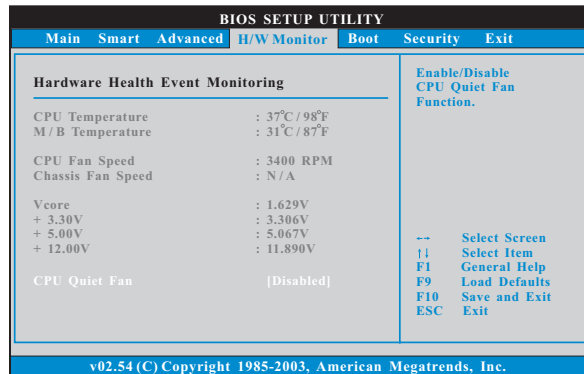 BIOS SETUP UTILITY
Main Smart Advanced H/W Monitor Boot Security Exit
Hardware Health Event Monitoring
CPU Temperature : 37°C / 98°F
M / B Temperature : 31°C / 87°F
CPU Fan Speed : 3400 RPM
Chassis Fan Speed : N / A
Vcore : 1.629V
+ 3.30V : 3.306V
+ 5.00V : 5.067V
+ 12.00V : 11.890V
CPU Quiet Fan [Disabled]
Enable/Disable
CPU Quiet Fan
Function.
←→ Select Screen
↑↓ Select Item
F1 General Help
F9 Load Defaults
F10 Save and Exit
ESC Exit
v02.54 (C) Copyright 1985-2003, American Megatrends, Inc.